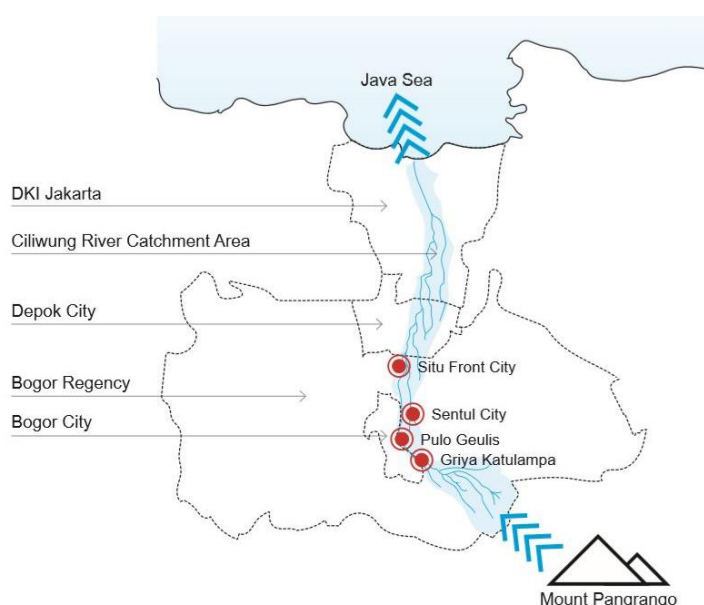 Java Sea
DKI Jakarta
Ciliwung River Catchment Area
Depok City
Situ Front City
Bogor Regency
Sentul City
Bogor City
Pulo Geulis
Griya Katulampa
Mount Pangrango